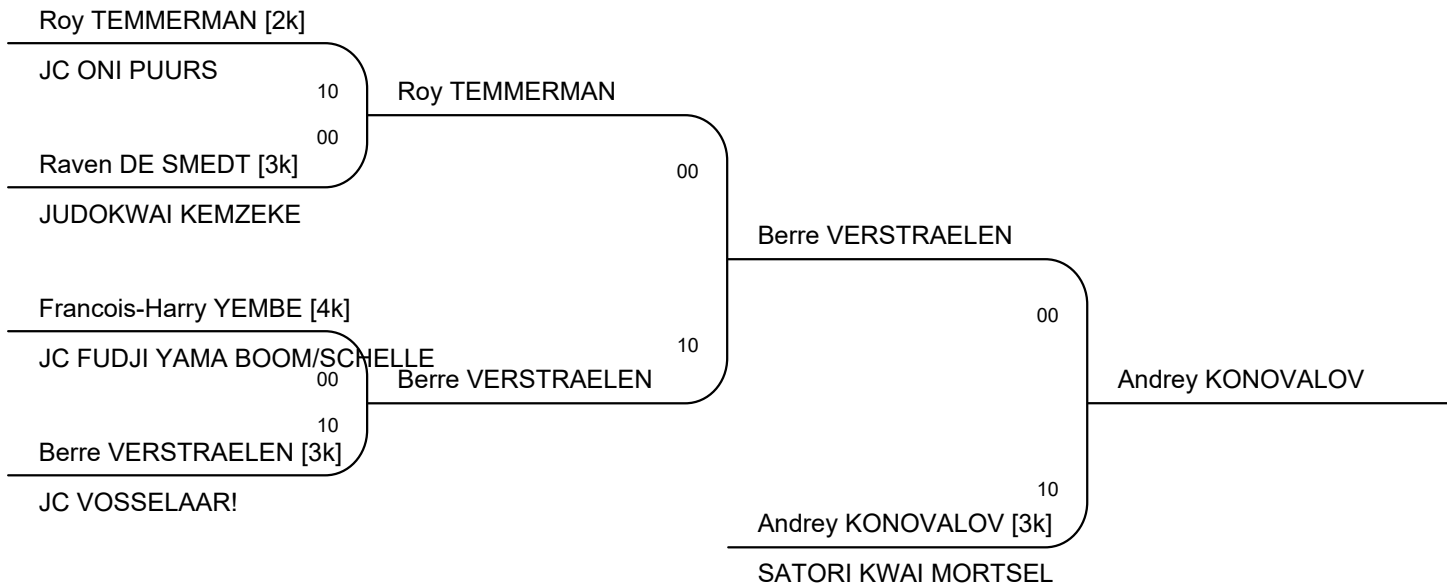 Roy TEMMERMAN [2k]
JC ONI PUURS
10
Roy TEMMERMAN
00
Raven DE SMEDT [3k]
00
JUDOKWAI KEMZEKE
Berre VERSTRAELEN
Francois-Harry YEMBE [4k]
00
JC FUDJI YAMA BOOM/SCHELLE
10
00
Berre VERSTRAELEN
Andrey KONOVALOV
10
Berre VERSTRAELEN [3k]
JC VOSSELAAR!
10
Andrey KONOVALOV [3k]
SATORI KWAI MORTSEL